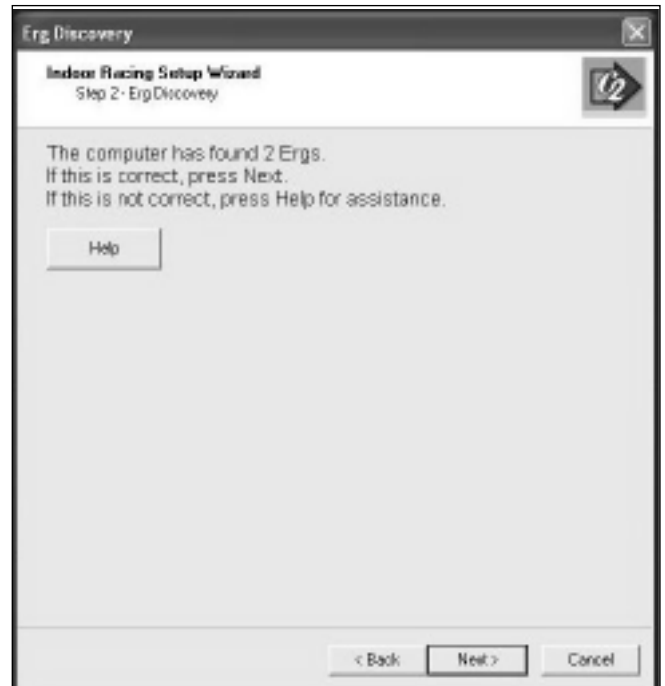 Erg Discovery
Indoor Racing Setup Wizard
Step 2 - Erg Discovery
C2
The computer has found 2 Ergs.
If this is correct, press Next.
If this is not correct, press Help for assistance.
Help
< Back Next > Cancel